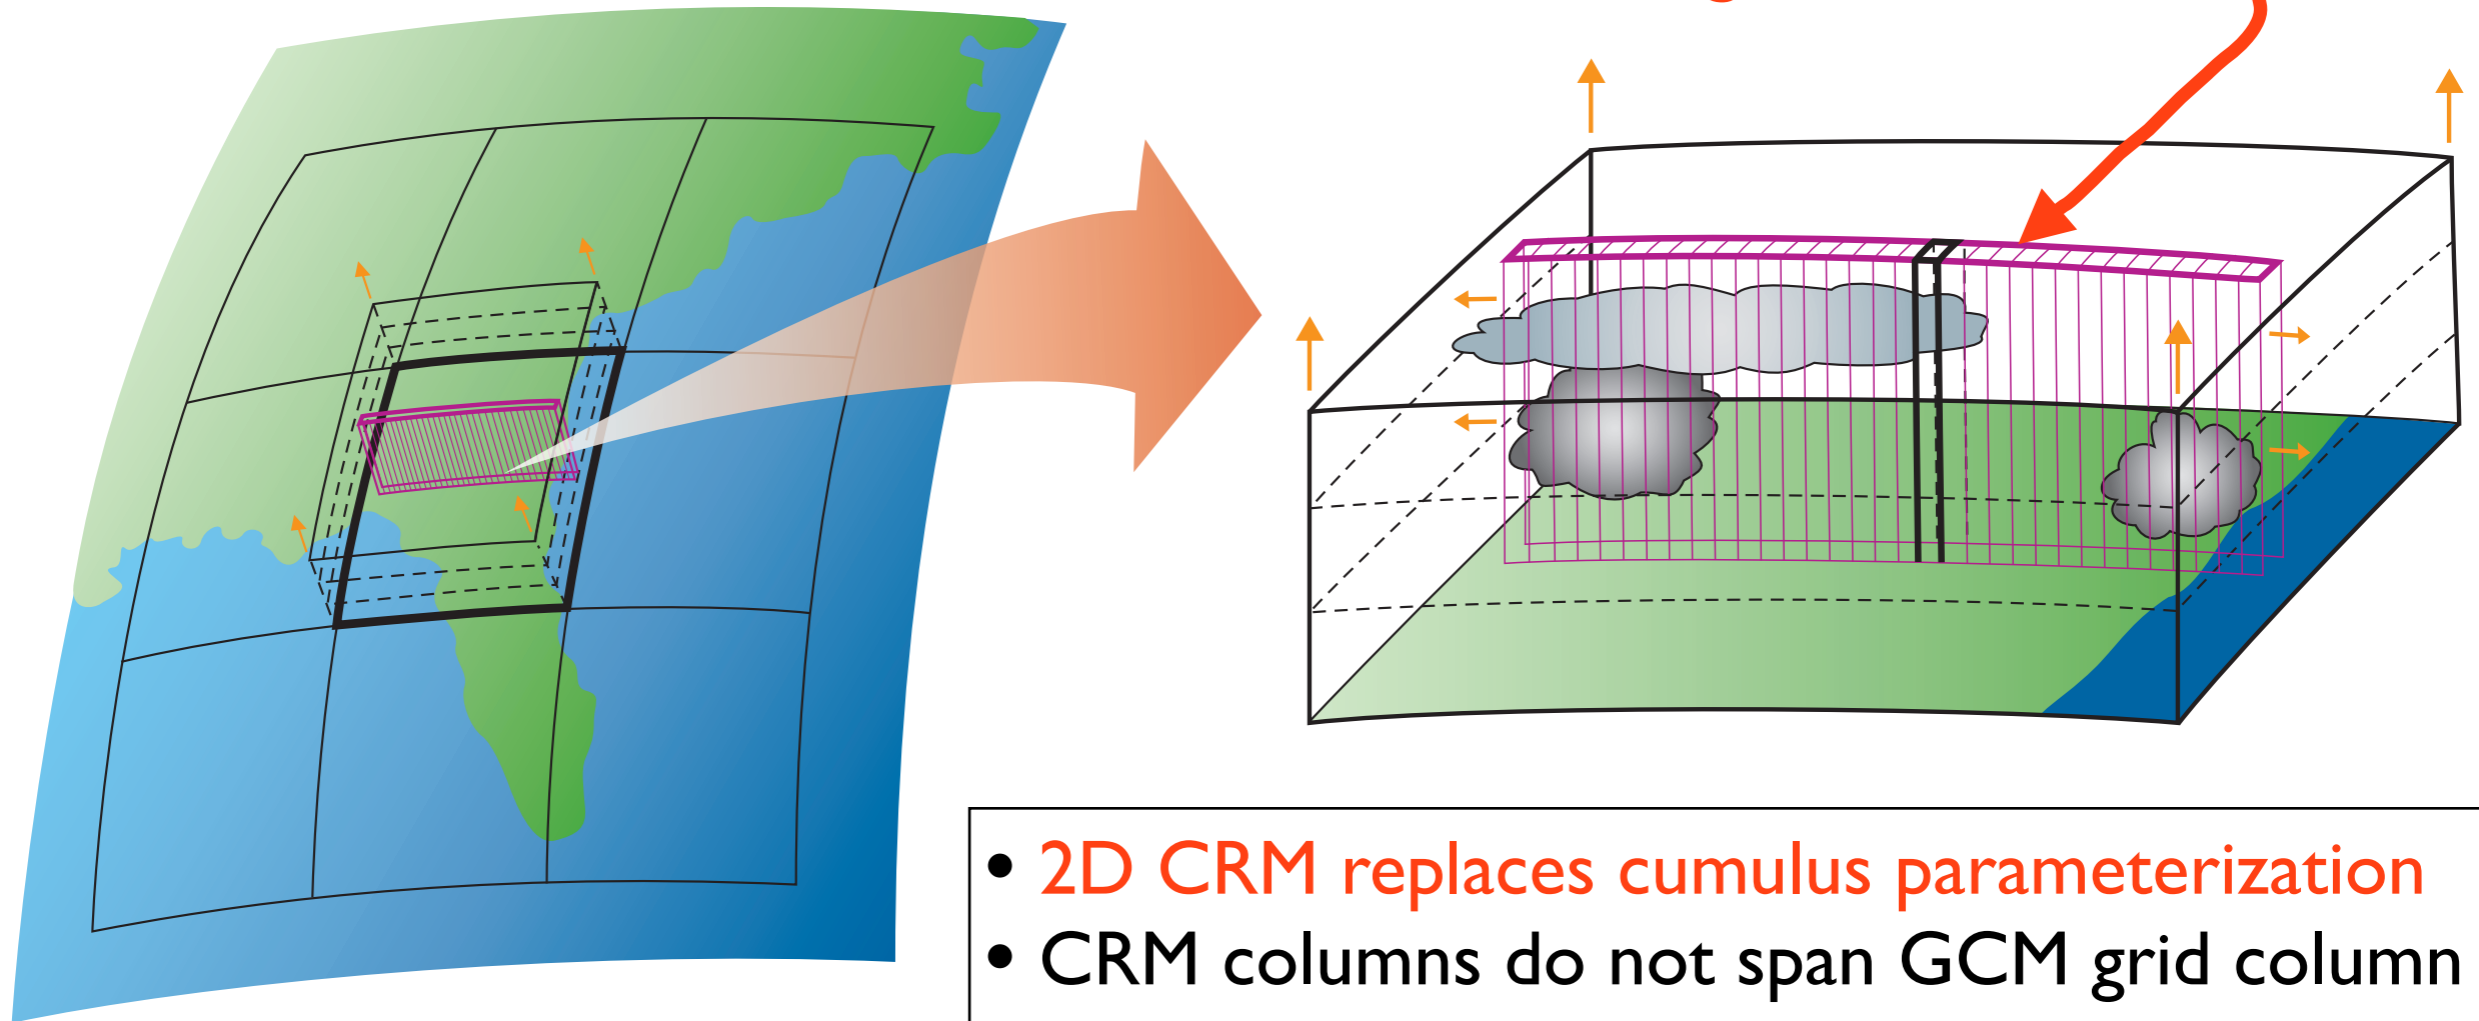 • 2D CRM replaces cumulus parameterization
• CRM columns do not span GCM grid column